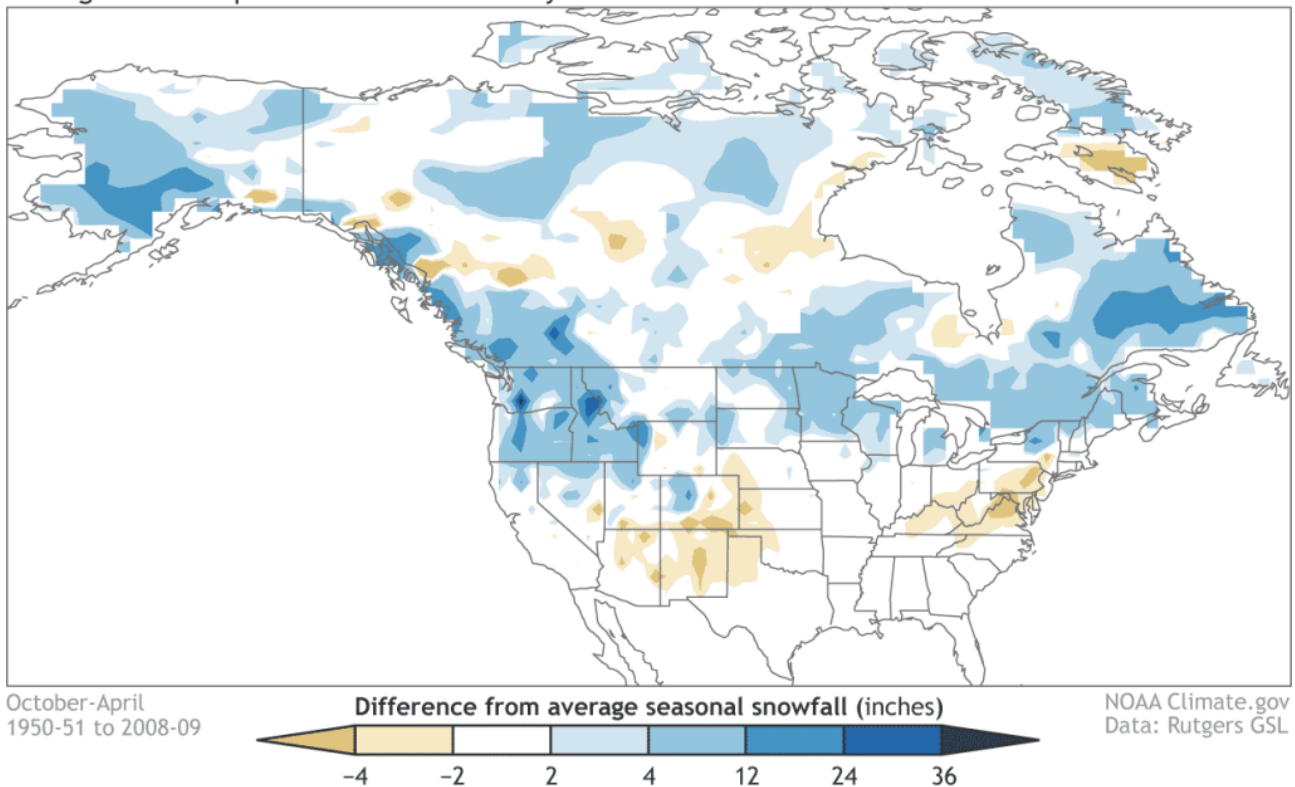 October-April
1950-51 to 2008-09
Difference from average seasonal snowfall (inches)
−4 −2 2 4 12 24 36
NOAA Climate.gov
Data: Rutgers GSL